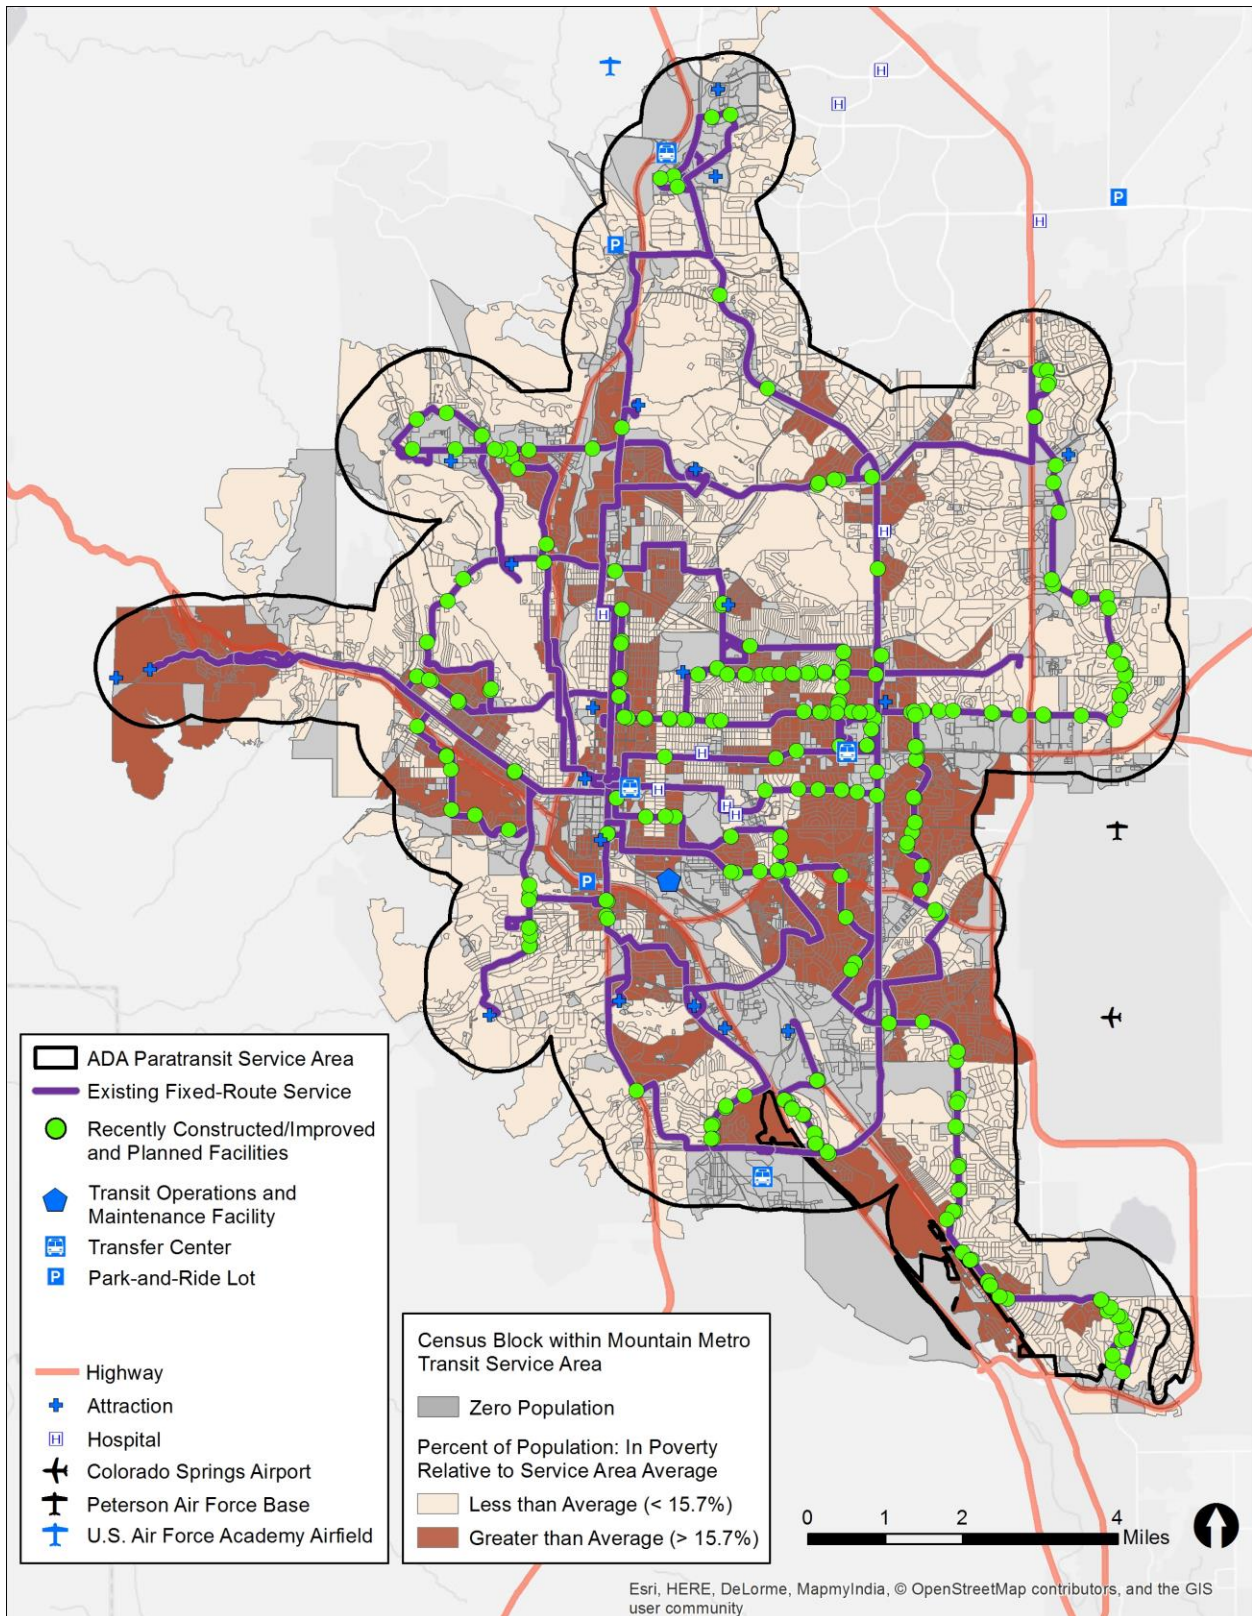 H
H
P
H
P
H
H
H
H
H
H
P
ADA Paratransit Service Area
Existing Fixed-Route Service
Recently Constructed/Improved
and Planned Facilities
Transit Operations and
Maintenance Facility
Transfer Center
P Park-and-Ride Lot
Highway
Attraction
H Hospital
Colorado Springs Airport
Peterson Air Force Base
U.S. Air Force Academy Airfield
Census Block within Mountain Metro
Transit Service Area
Zero Population
Percent of Population: In Poverty
Relative to Service Area Average
Less than Average (< 15.7%)
Greater than Average (> 15.7%)
0 1 2 4
Miles
Esri, HERE, DeLorme, MapmyIndia, © OpenStreetMap contributors, and the GIS
user community